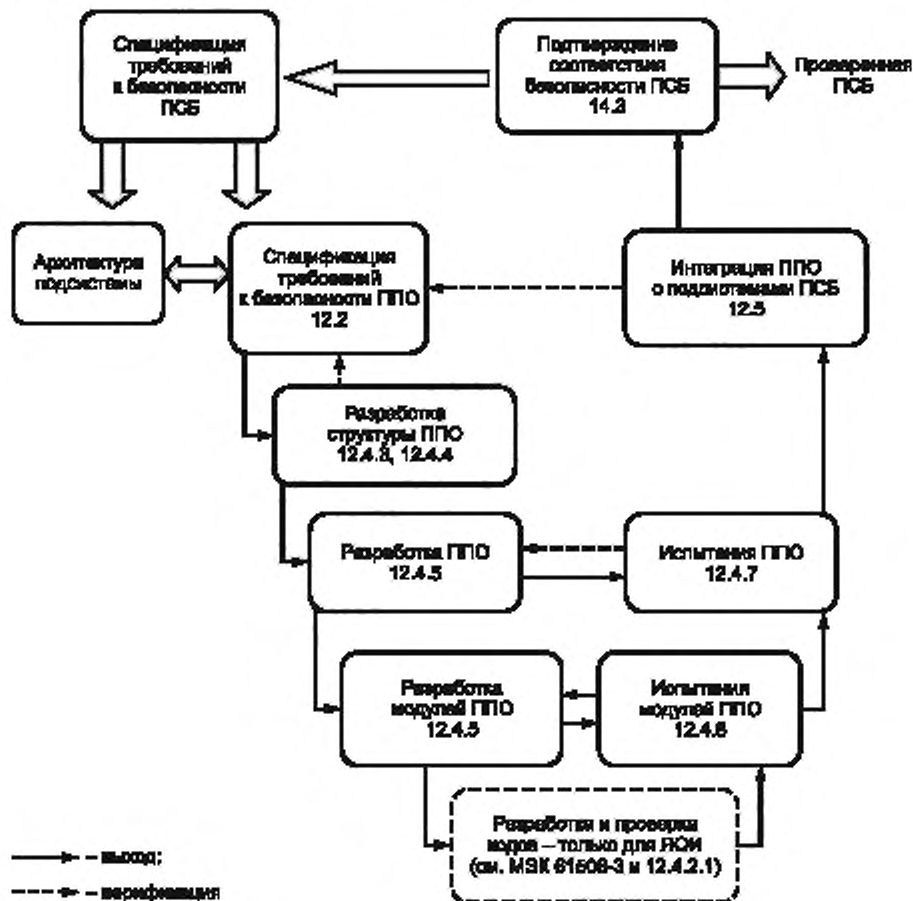 Спецификация
требований
к безопасности
ПСБ
Подтверждение
соответствия
безопасности ПСБ
14.3
Проверенная
ПСБ
Архитектура
подсистемы
Спецификация
требований
к безопасности ППО
12.2
Интеграция ППО
с подсистемами ПСБ
12.5
Разработка
структуры ППО
12.4.3, 12.4.4
Разработка ППО
12.4.5
Испытания ППО
12.4.7
Разработка
модулей ППО
12.4.5
Испытания
модулей ППО
12.4.6
Разработка и проверка
кодов – только для ЯОИ
(см. МЭК 61508-3 и 12.4.2.1)
– выход;
– верификация